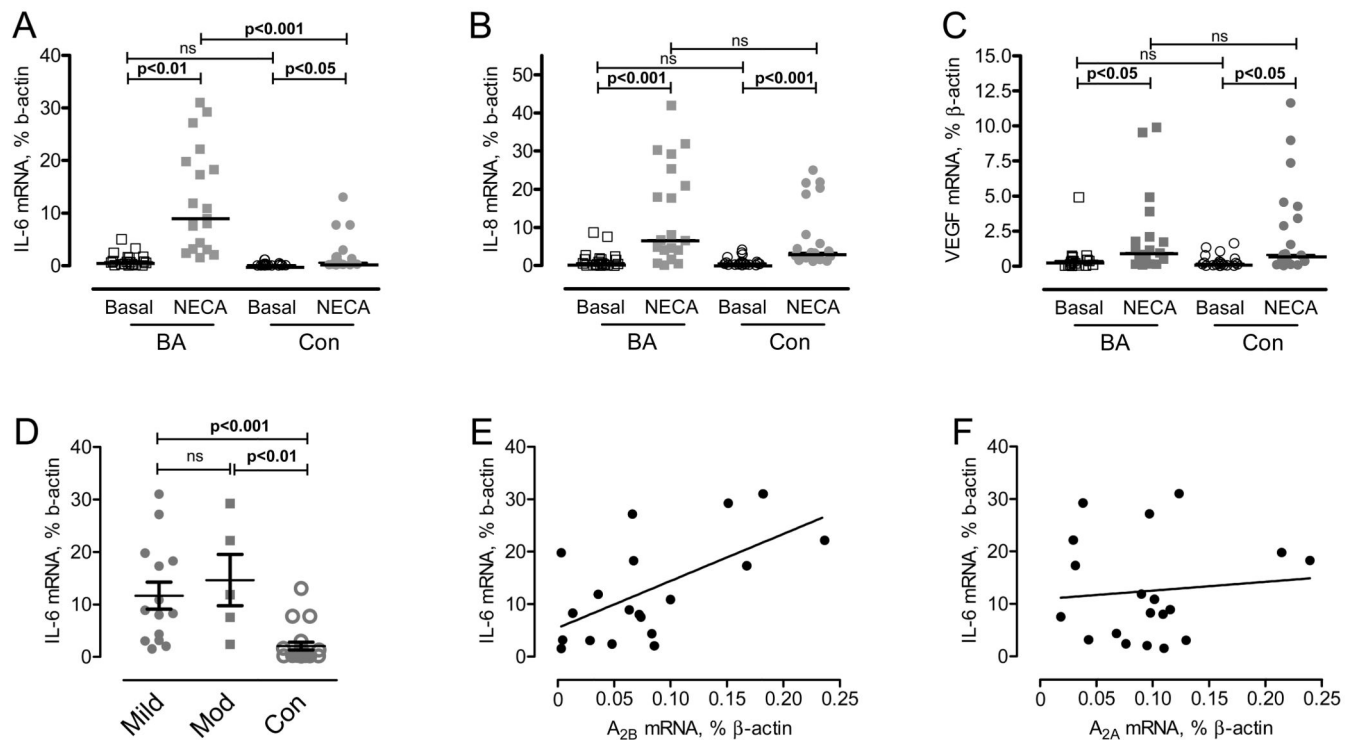 A
IL-6 mRNA, % b-actin
40
30
20
10
0
p<0.001
ns
p<0.01
p<0.05
Basal NECA Basal NECA
BA Con
B
IL-8 mRNA, % b-actin
50
40
30
20
10
0
ns
ns
p<0.001
p<0.001
Basal NECA Basal NECA
BA Con
C
VEGF mRNA, % β-actin
15.0
12.5
10.0
7.5
5.0
2.5
0
ns
ns
p<0.05
p<0.05
Basal NECA Basal NECA
BA Con
D
IL-6 mRNA, % b-actin
40
30
20
10
0
p<0.001
ns
p<0.01
Mild Mod Con
E
IL-6 mRNA, % b-actin
40
30
20
10
0
0 0.05 0.10 0.15 0.20 0.25
A2B mRNA, % β-actin
F
IL-6 mRNA, % b-actin
40
30
20
10
0
0 0.05 0.10 0.15 0.20 0.25
A2A mRNA, % β-actin